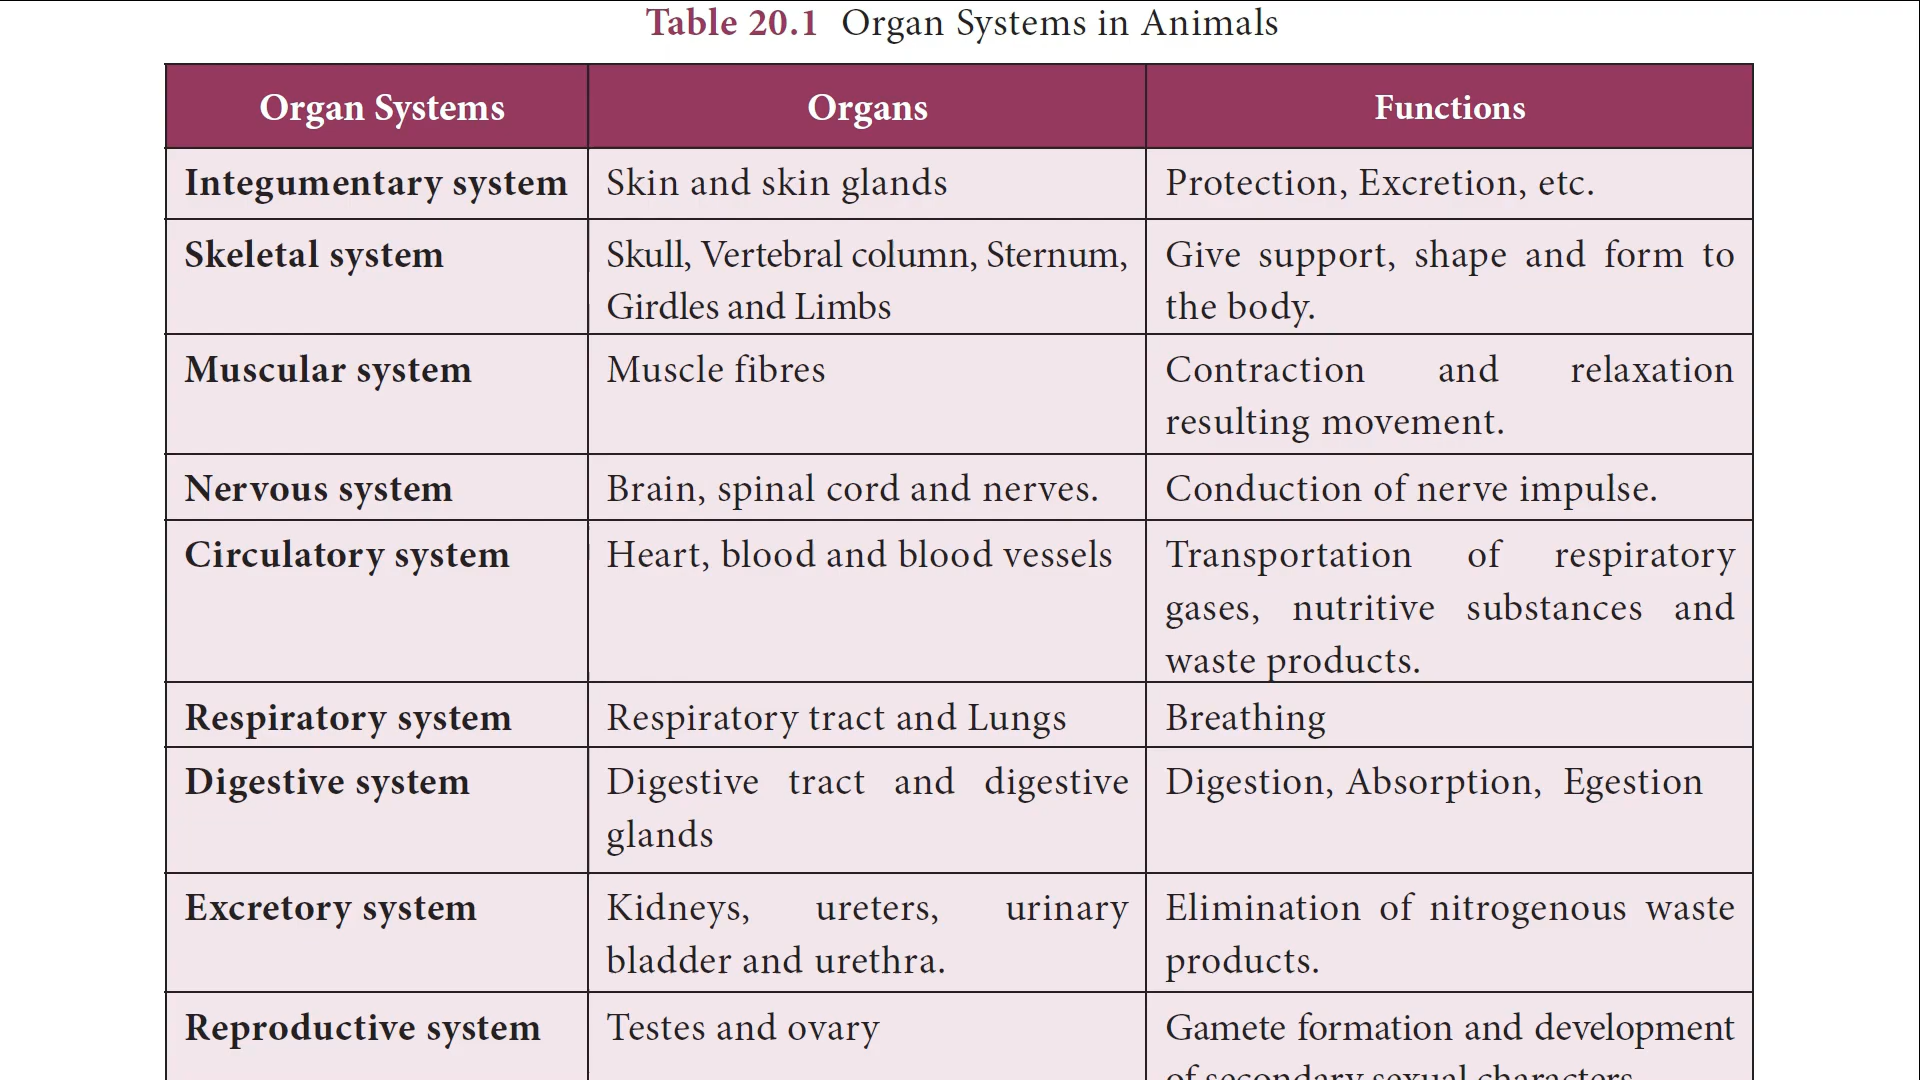 Table 20.1 Organ Systems in Animals
Organ Systems Organs Functions
Integumentary system Skin and skin glands Protection, Excretion, etc.
Skeletal system Skull, Vertebral column, Sternum, Give support, shape and form to
Girdles and Limbs the body.
Muscular system Muscle fibres Contraction and relaxation
resulting movement.
Nervous system Brain, spinal cord and nerves. Conduction of nerve impulse.
Circulatory system Heart, blood and blood vessels Transportation of respiratory
gases, nutritive substances and
waste products.
Respiratory system Respiratory tract and Lungs Breathing
Digestive system Digestive tract and digestive Digestion, Absorption, Egestion
glands
Excretory system Kidneys, ureters, urinary Elimination of nitrogenous waste
bladder and urethra. products.
Reproductive system Testes and ovary Gamete formation and development
of secondary sexual characters